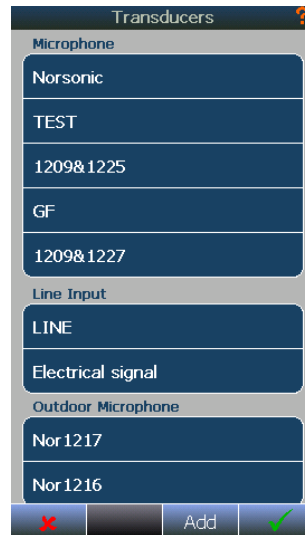 Transducers ?
Microphone
Norsonic
TEST
1209&1225
GF
1209&1227
Line Input
LINE
Electrical signal
Outdoor Microphone
Nor1217
Nor1216
Add